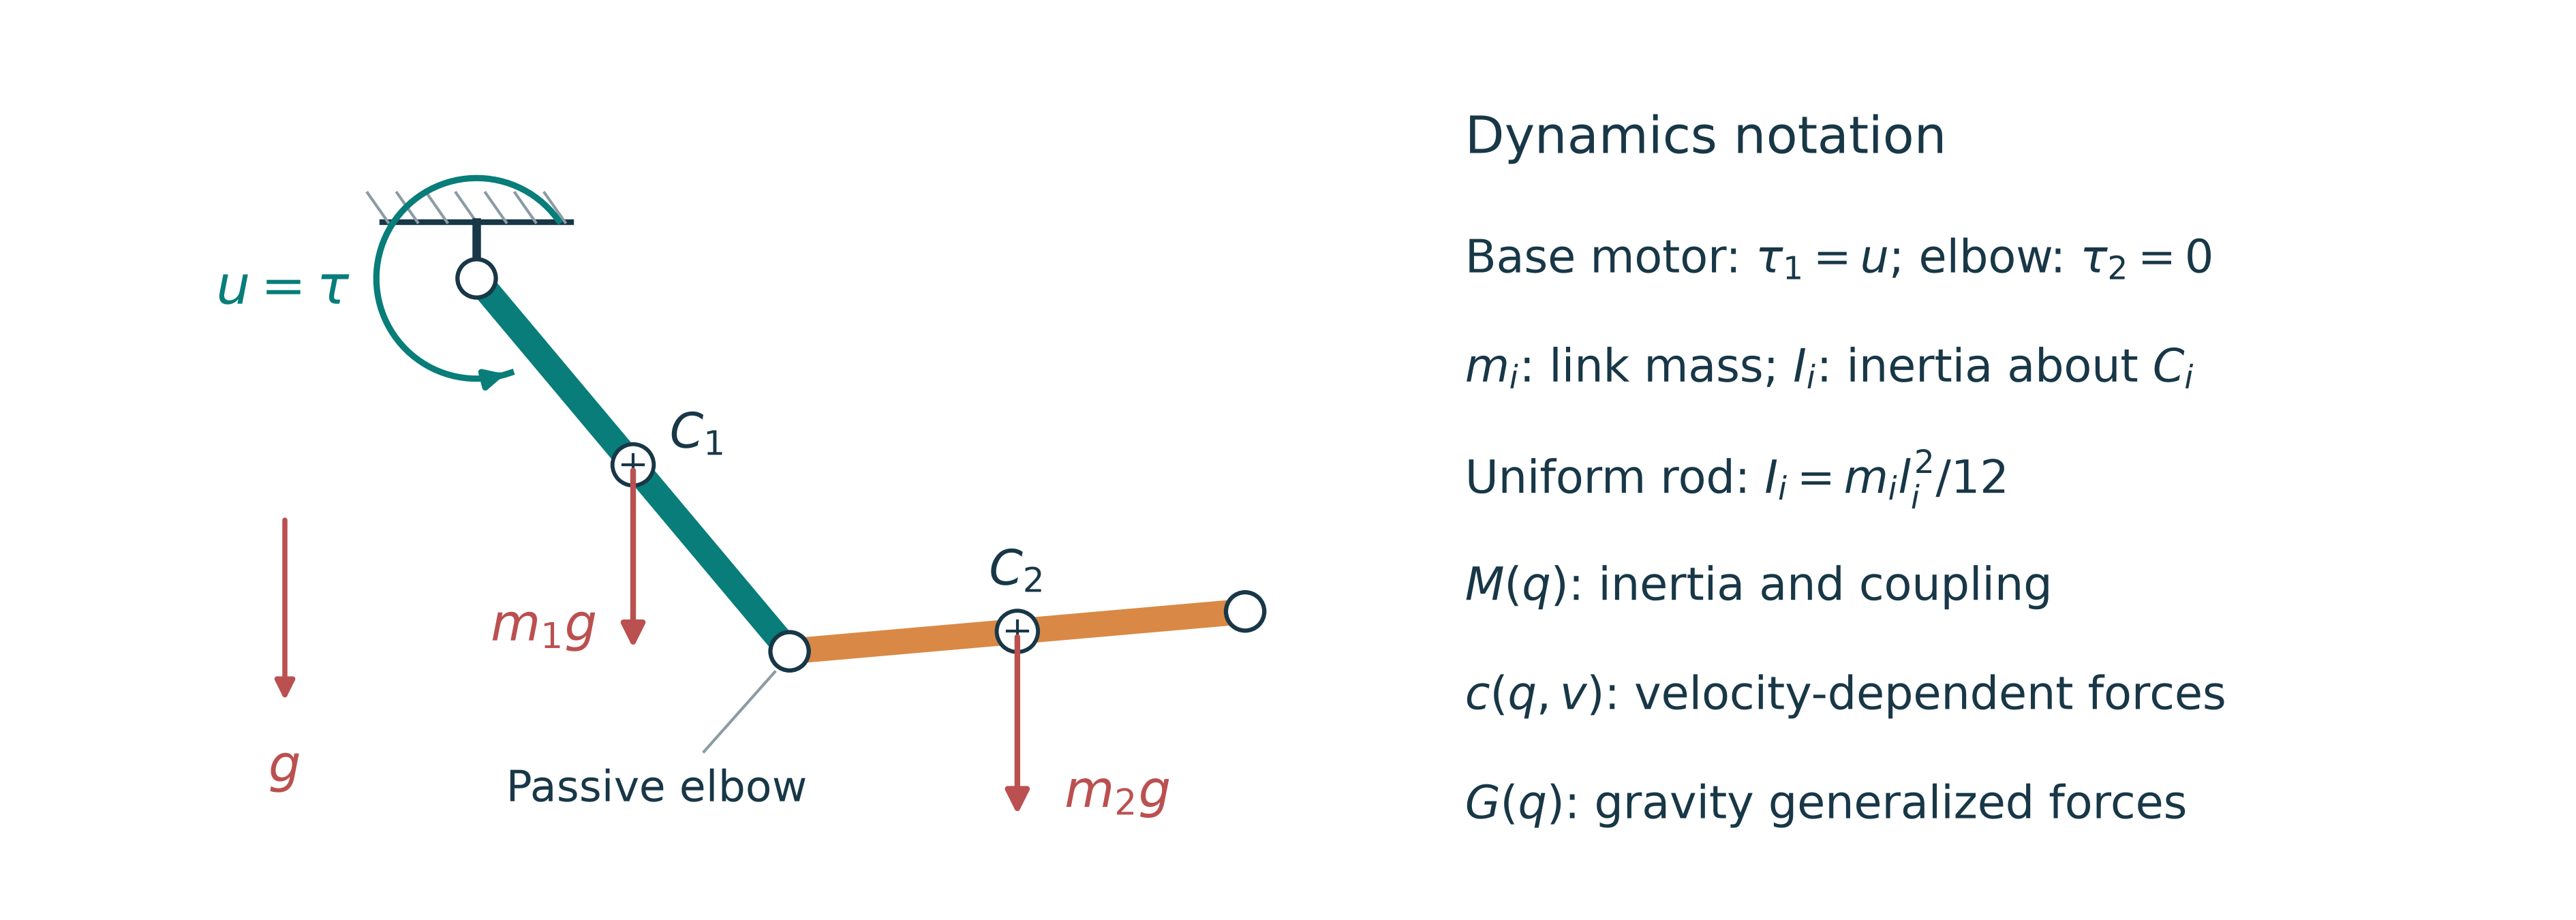 u = τ
C₁
m₁g
g
C₂
m₂g
Passive elbow
Dynamics notation
Base motor: τ₁ = u; elbow: τ₂ = 0
mᵢ: link mass; Iᵢ: inertia about Cᵢ
Uniform rod: Iᵢ = mᵢlᵢ²/12
M(q): inertia and coupling
c(q, v): velocity-dependent forces
G(q): gravity generalized forces